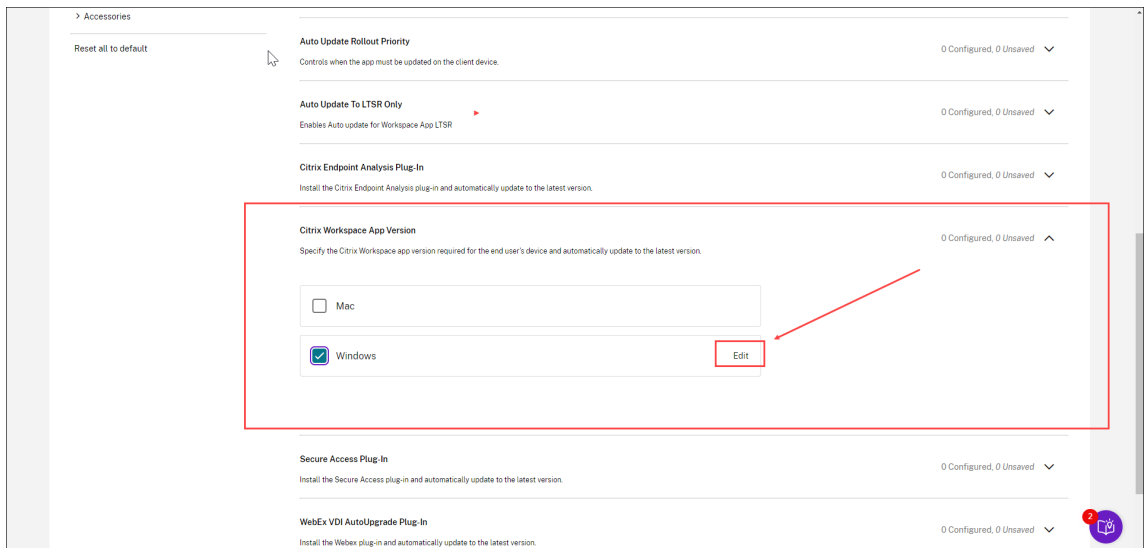 Accessories
Reset all to default
Auto Update Rollout Priority
Controls when the app must be updated on the client device.
0 Configured, 0 Unsaved
Auto Update To LTSR Only
Enables Auto update for Workspace App LTSR
0 Configured, 0 Unsaved
Citrix Endpoint Analysis Plug-In
Install the Citrix Endpoint Analysis plug-in and automatically update to the latest version.
0 Configured, 0 Unsaved
Citrix Workspace App Version
Specify the Citrix Workspace app version required for the end user's device and automatically update to the latest version.
0 Configured, 0 Unsaved
Mac
Windows
Edit
Secure Access Plug-In
Install the Secure Access plug-in and automatically update to the latest version.
0 Configured, 0 Unsaved
WebEx VDI AutoUpgrade Plug-In
Install the Webex plug-in and automatically update to the latest version.
0 Configured, 0 Unsaved
2